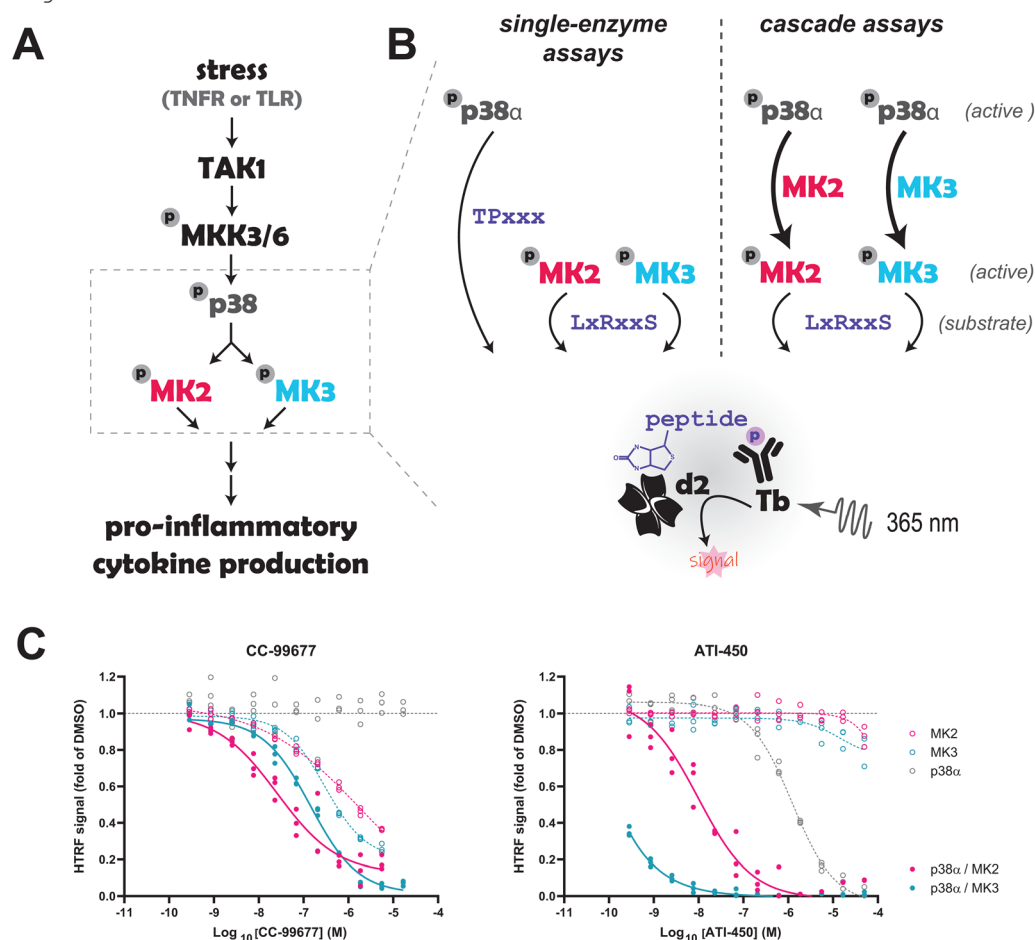 A
stress
(TNFR or TLR)
TAK1
p
MKK3/6
p
p38
p
MK2
p
MK3
pro-inflammatory
cytokine production
B
single-enzyme
assays
cascade assays
p
p38α
p
p38α
p
p38α
(active )
TPxxx
MK2
MK3
p
MK2
p
MK3
p
MK2
p
MK3
(active)
LxRxxS
LxRxxS
(substrate)
peptide
p
N
O
S
N
d2
Tb
365 nm
signal
C
CC-99677
HTRF signal (fold of DMSO)
1.2
1.0
0.8
0.6
0.4
0.2
0.0
-11
-10
-9
-8
-7
-6
-5
-4
Log10[CC-99677] (M)
ATI-450
HTRF signal (fold of DMSO)
1.2
1.0
0.8
0.6
0.4
0.2
0.0
-11
-10
-9
-8
-7
-6
-5
-4
Log10[ATI-450] (M)
MK2
MK3
p38α
p38α / MK2
p38α / MK3